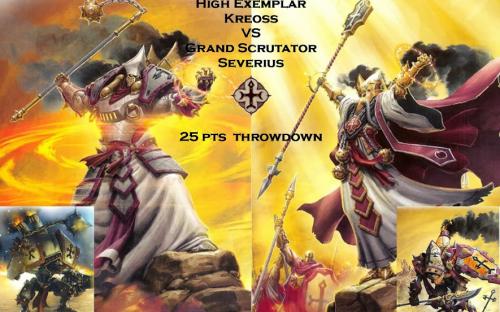 High Exemplar
Kreoss
VS
Grand Scrutator
Severius
25 pts throwdown